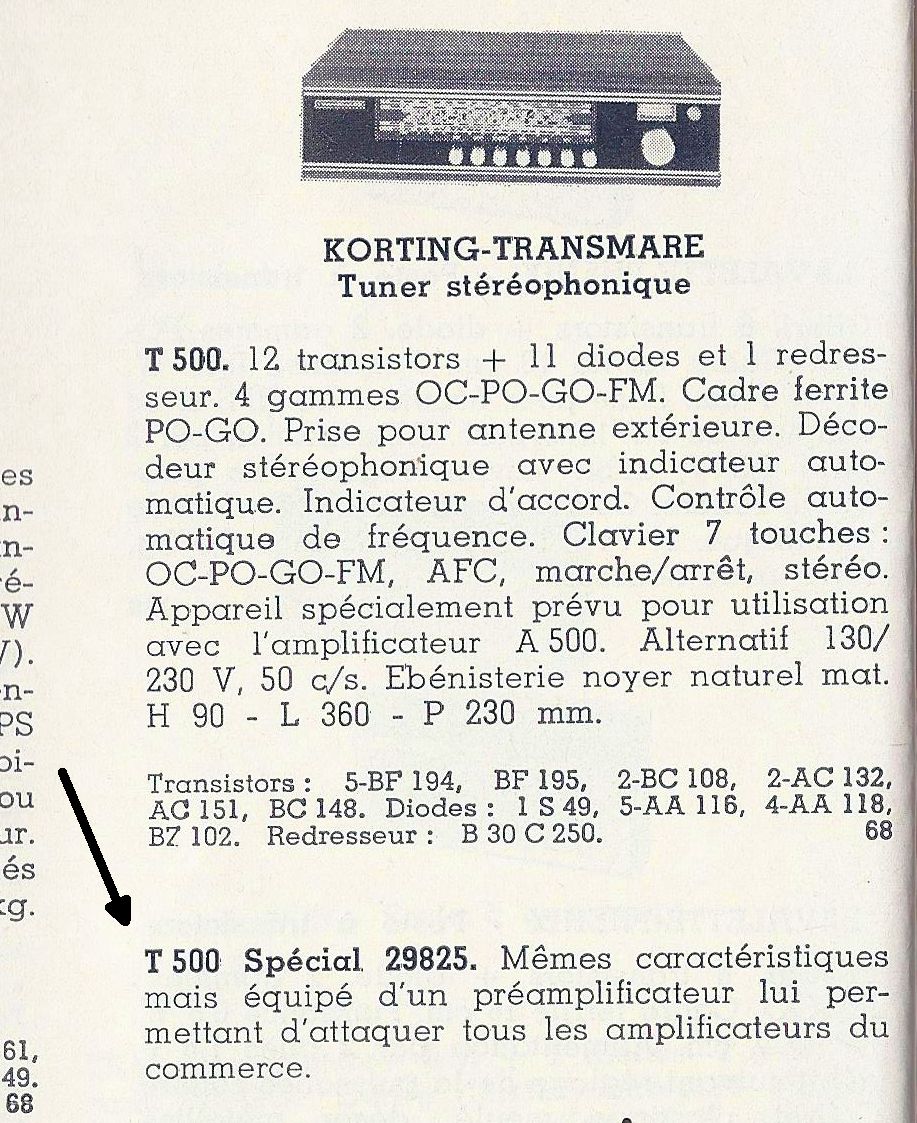 KORTING-TRANSMARE
Tuner stéréophonique
T 500. 12 transistors + 11 diodes et 1 redres-
seur. 4 gammes OC-PO-GO-FM. Cadre ferrite
PO-GO. Prise pour antenne extérieure. Déco-
deur stéréophonique avec indicateur auto-
matique. Indicateur d'accord. Contrôle auto-
matique de fréquence. Clavier 7 touches :
OC-PO-GO-FM, AFC, marche/arrêt, stéréo.
Appareil spécialement prévu pour utilisation
avec l'amplificateur A 500. Alternatif 130/
230 V, 50 c/s. Ebénisterie noyer naturel mat.
H 90 - L 360 - P 230 mm.
Transistors : 5-BF 194, BF 195, 2-BC 108, 2-AC 132,
AC 151, BC 148. Diodes : 1 S 49, 5-AA 116, 4-AA 118,
BZ 102. Redresseur : B 30 C 250. 68
T 500 Spécial 29825. Mêmes caractéristiques
mais équipé d'un préamplificateur lui per-
mettant d'attaquer tous les amplificateurs du
commerce.
es
n-
n-
é-
W
V).
n-
PS
oi-
ou
ur.
és
kg.
61,
49.
68